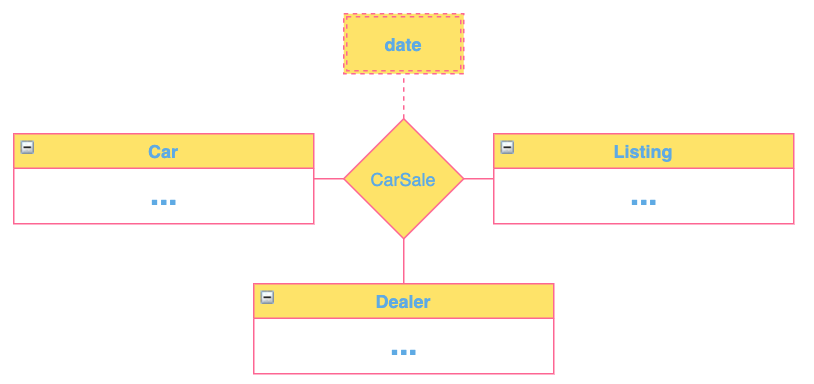 date
Car
CarSale
Listing
...
...
Dealer
...